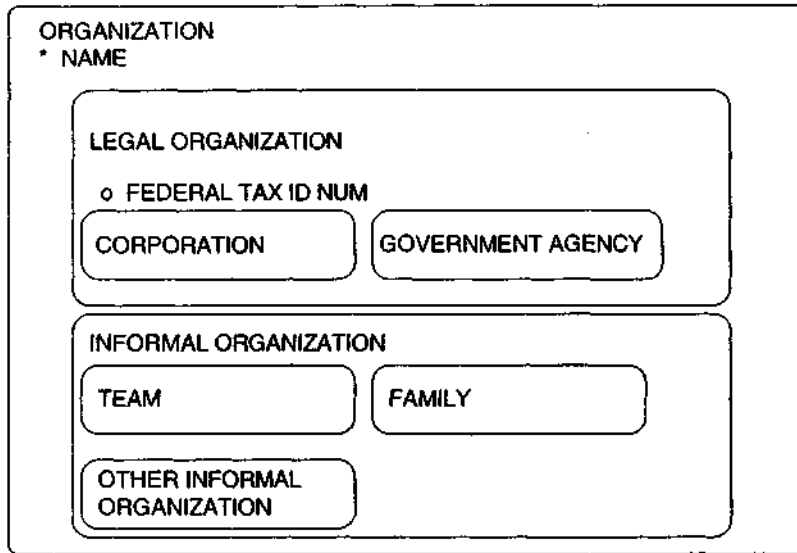 ORGANIZATION
* NAME
LEGAL ORGANIZATION
o FEDERAL TAX ID NUM
CORPORATION
GOVERNMENT AGENCY
INFORMAL ORGANIZATION
TEAM
FAMILY
OTHER INFORMAL
ORGANIZATION